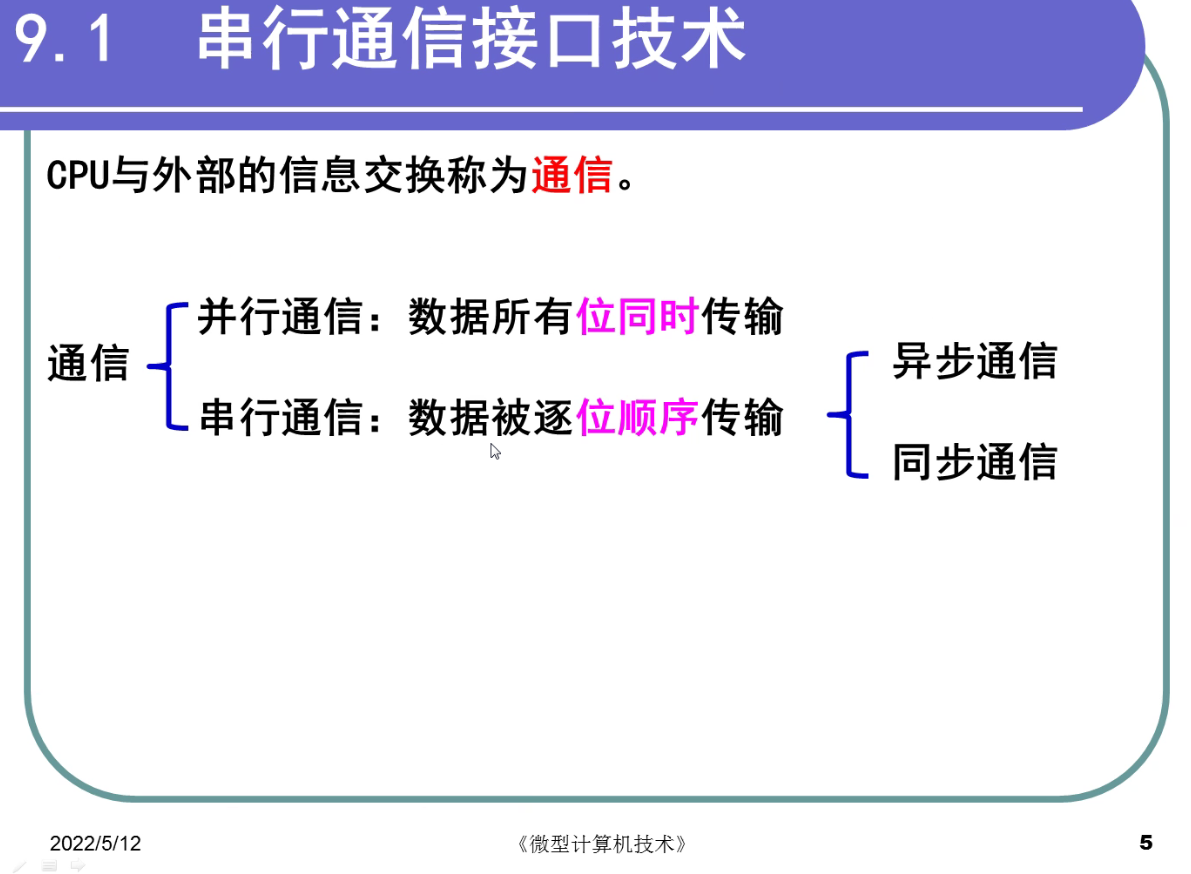 9.1 串行通信接口技术
CPU与外部的信息交换称为通信。
并行通信：数据所有位同时传输
通信
串行通信：数据被逐位顺序传输
异步通信
同步通信
2022/5/12
《微型计算机技术》
5